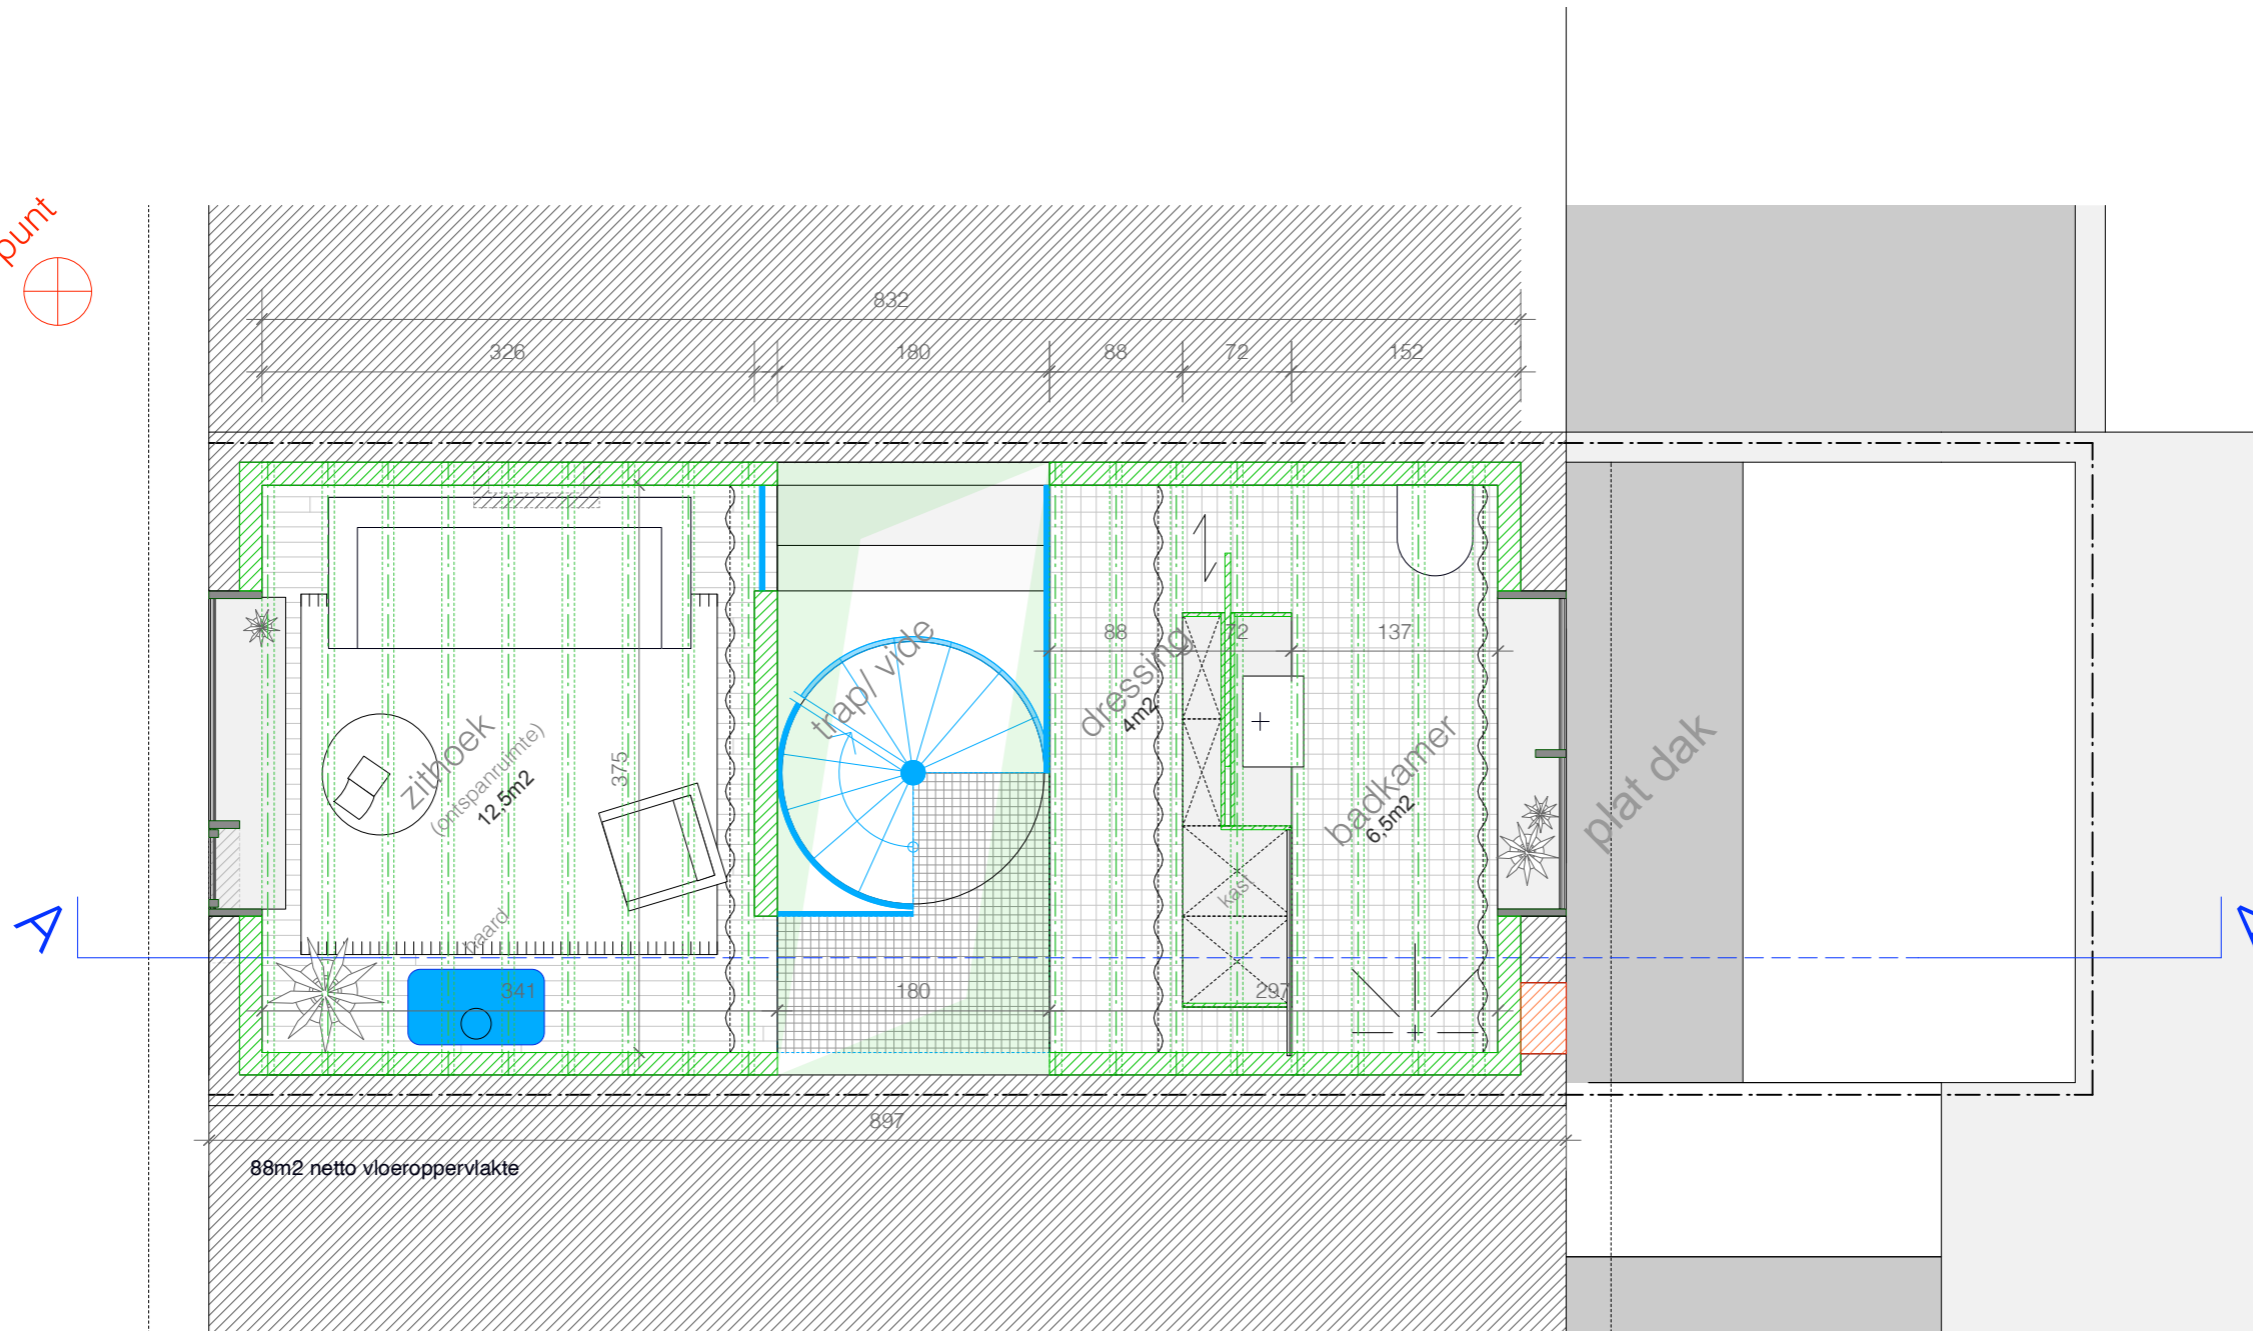 punt
832
326
180
88
72
152
88
72
137
trap/ vide
dressing
4m2
zithoek
(ontspanruimte)
12,5m2
375
badkamer
6,5m2
plat dak
kast
haard
A
A
341
180
297
897
88m2 netto vloeroppervlakte